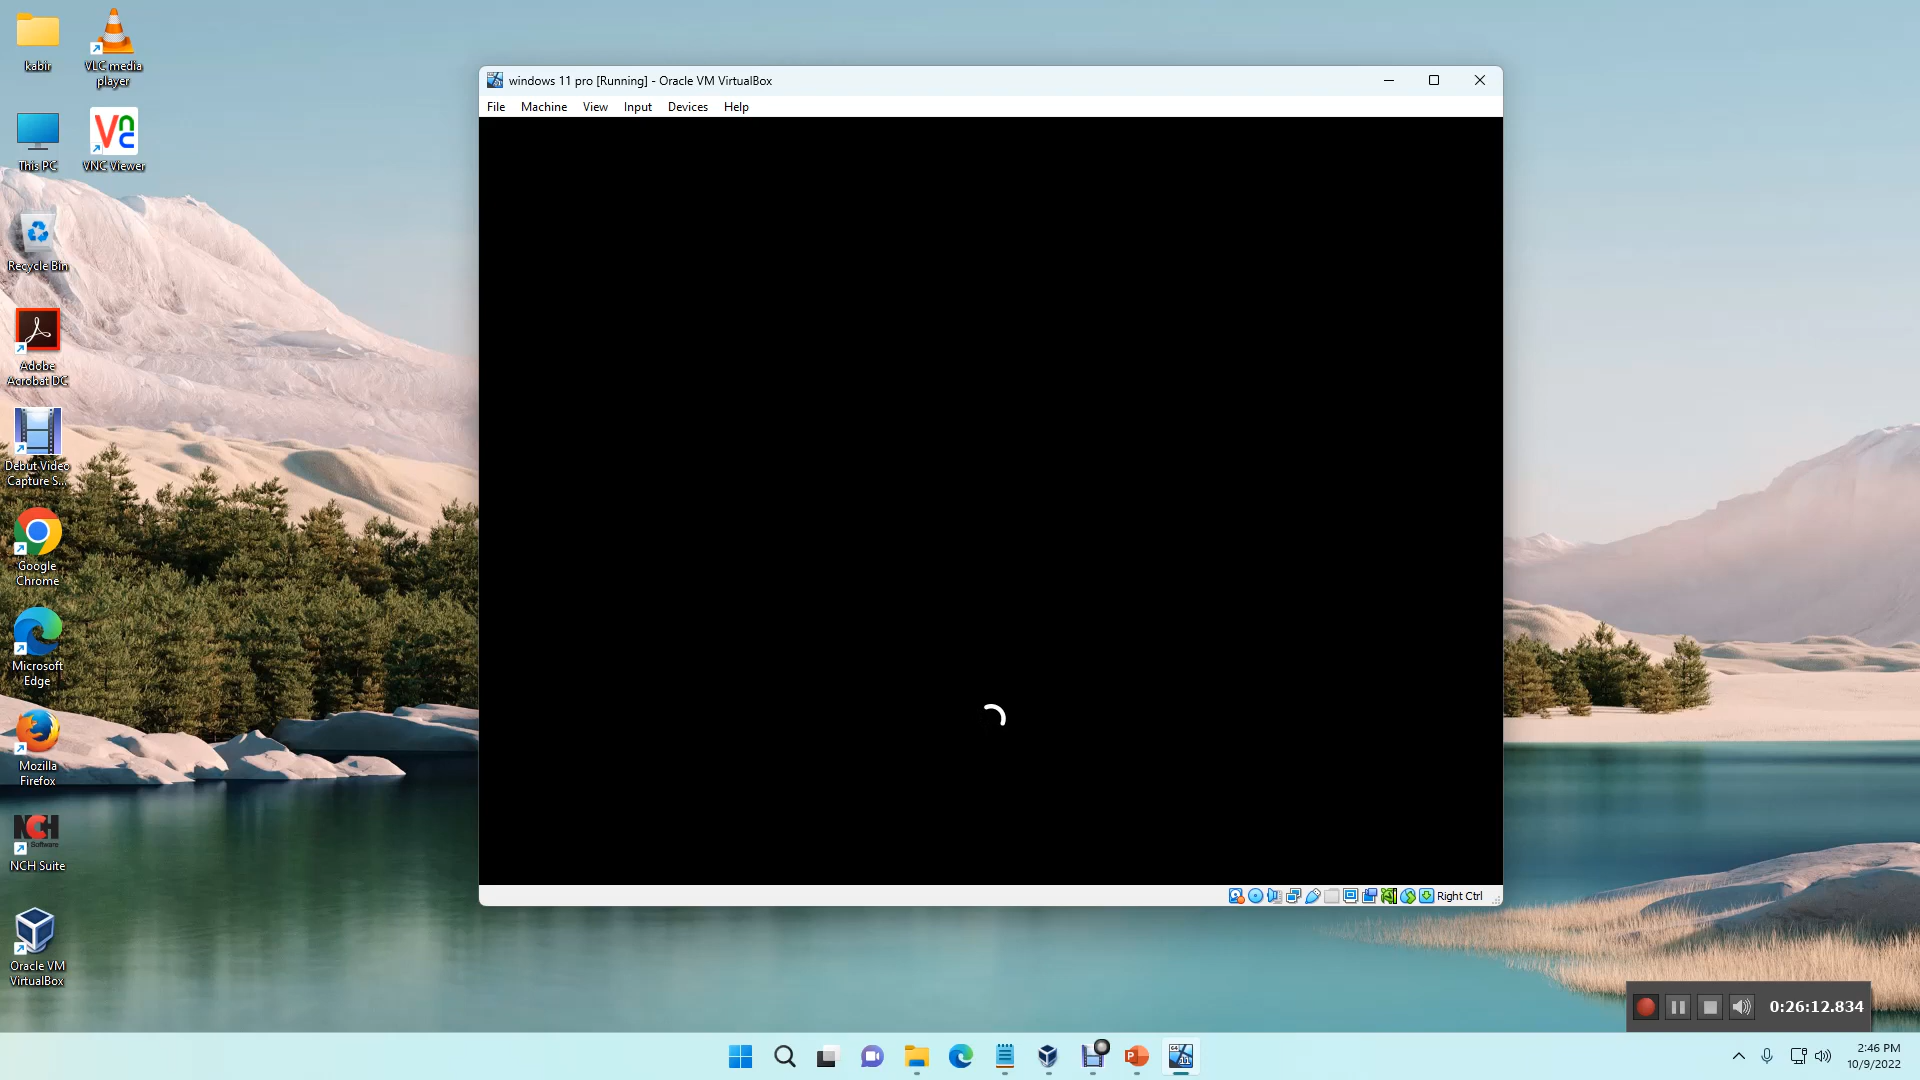 kabir
VLC media
player
This PC
VNC Viewer
Recycle Bin
Adobe
Acrobat DC
Debut Video
Capture S...
Google
Chrome
Microsoft
Edge
Mozilla
Firefox
NCH
Software
NCH Suite
Oracle VM
VirtualBox
windows 11 pro [Running] - Oracle VM VirtualBox
File Machine View Input Devices Help
Right Ctrl
0:26:12.834
2:46 PM
10/9/2022